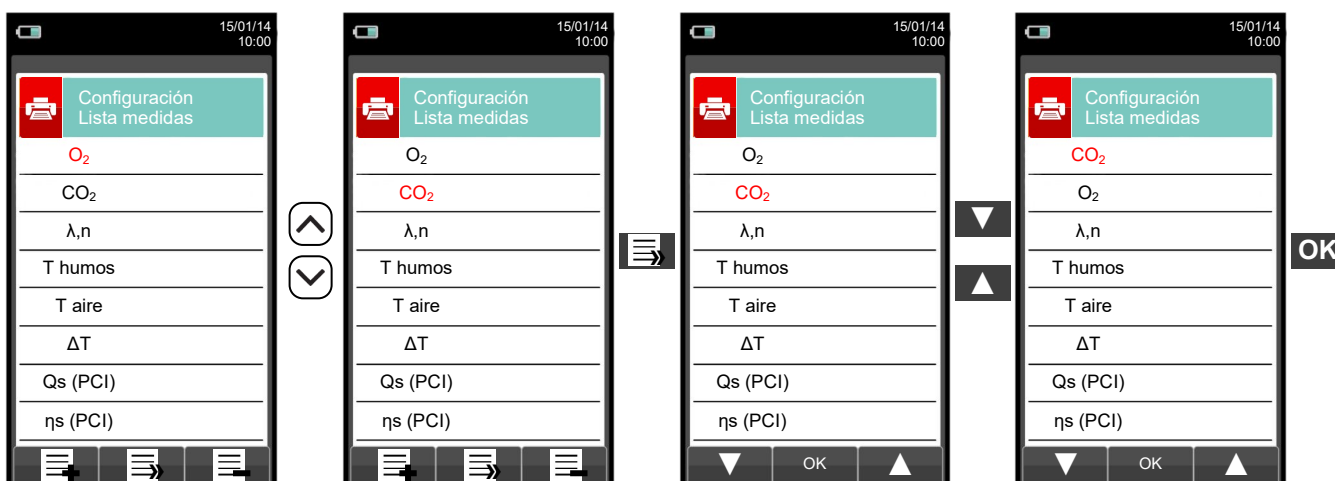 15/01/14
10:00
Configuración
Lista medidas
O₂
CO₂
λ,n
T humos
T aire
ΔT
Qs (PCI)
ηs (PCI)
15/01/14
10:00
Configuración
Lista medidas
O₂
CO₂
λ,n
T humos
T aire
ΔT
Qs (PCI)
ηs (PCI)
15/01/14
10:00
Configuración
Lista medidas
O₂
CO₂
λ,n
T humos
T aire
ΔT
Qs (PCI)
ηs (PCI)
OK
15/01/14
10:00
Configuración
Lista medidas
CO₂
O₂
λ,n
T humos
T aire
ΔT
Qs (PCI)
ηs (PCI)
OK
OK